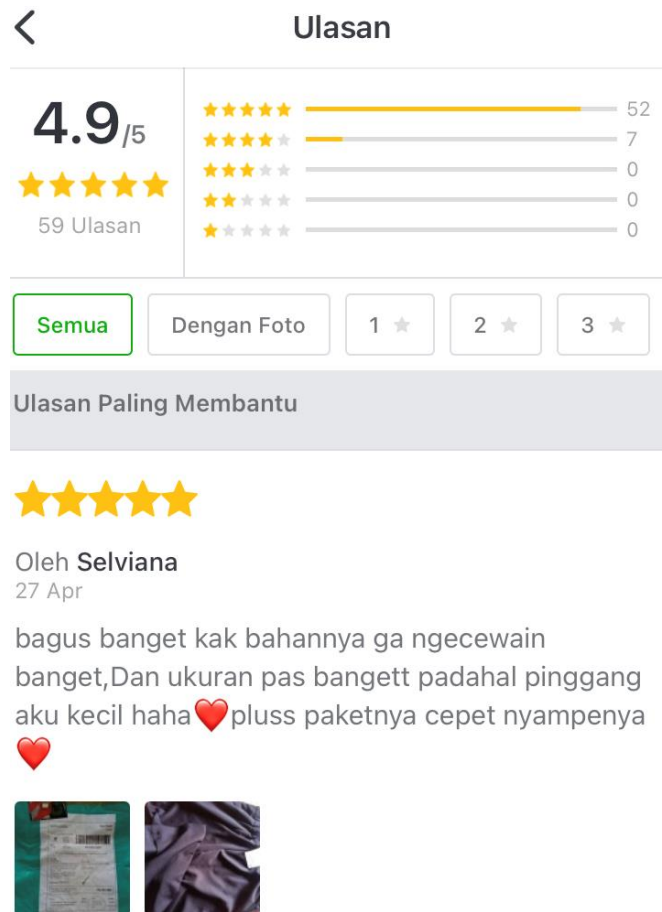 Ulasan
4.9/5
59 Ulasan
52
7
0
0
0
Semua
Dengan Foto
1
2
3
Ulasan Paling Membantu
Oleh Selviana
27 Apr
bagus banget kak bahannya ga ngecewain
banget,Dan ukuran pas bangett padahal pinggang
aku kecil haha❤️pluss paketnya cepet nyampenya
❤️